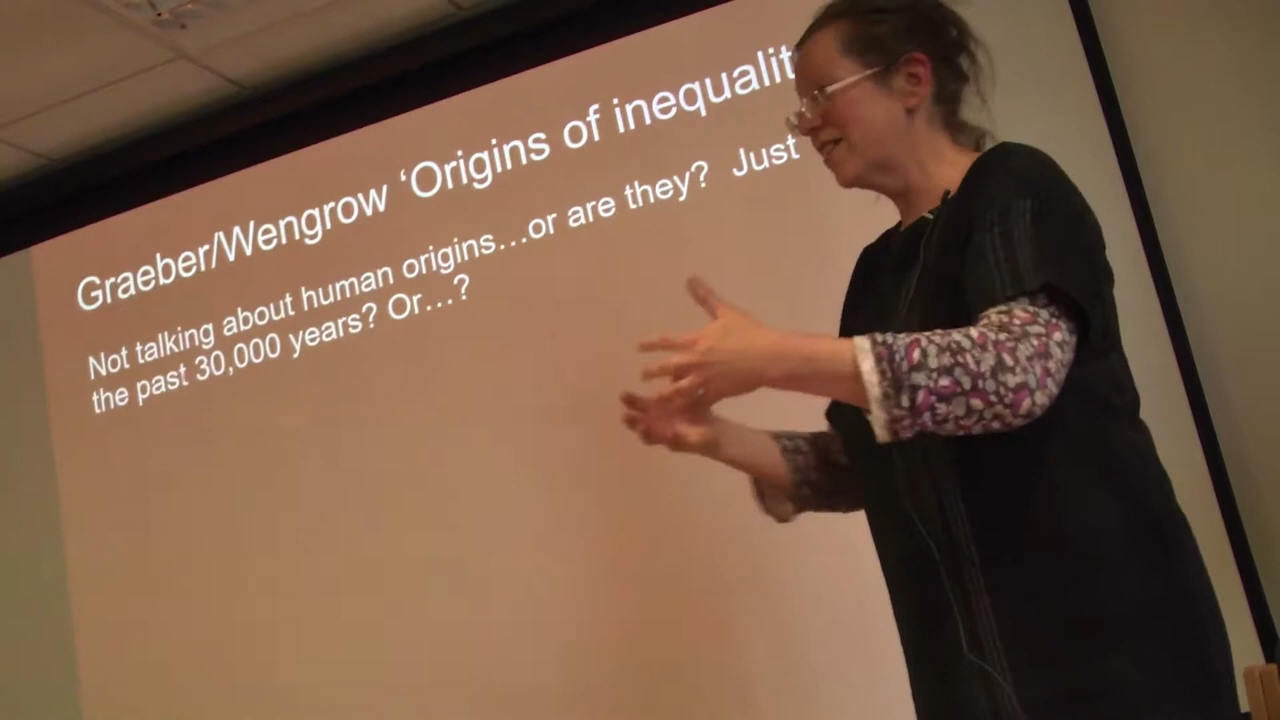 Graeber/Wengrow ‘Origins of inequalit
Not talking about human origins…or are they? Just
the past 30,000 years? Or…?